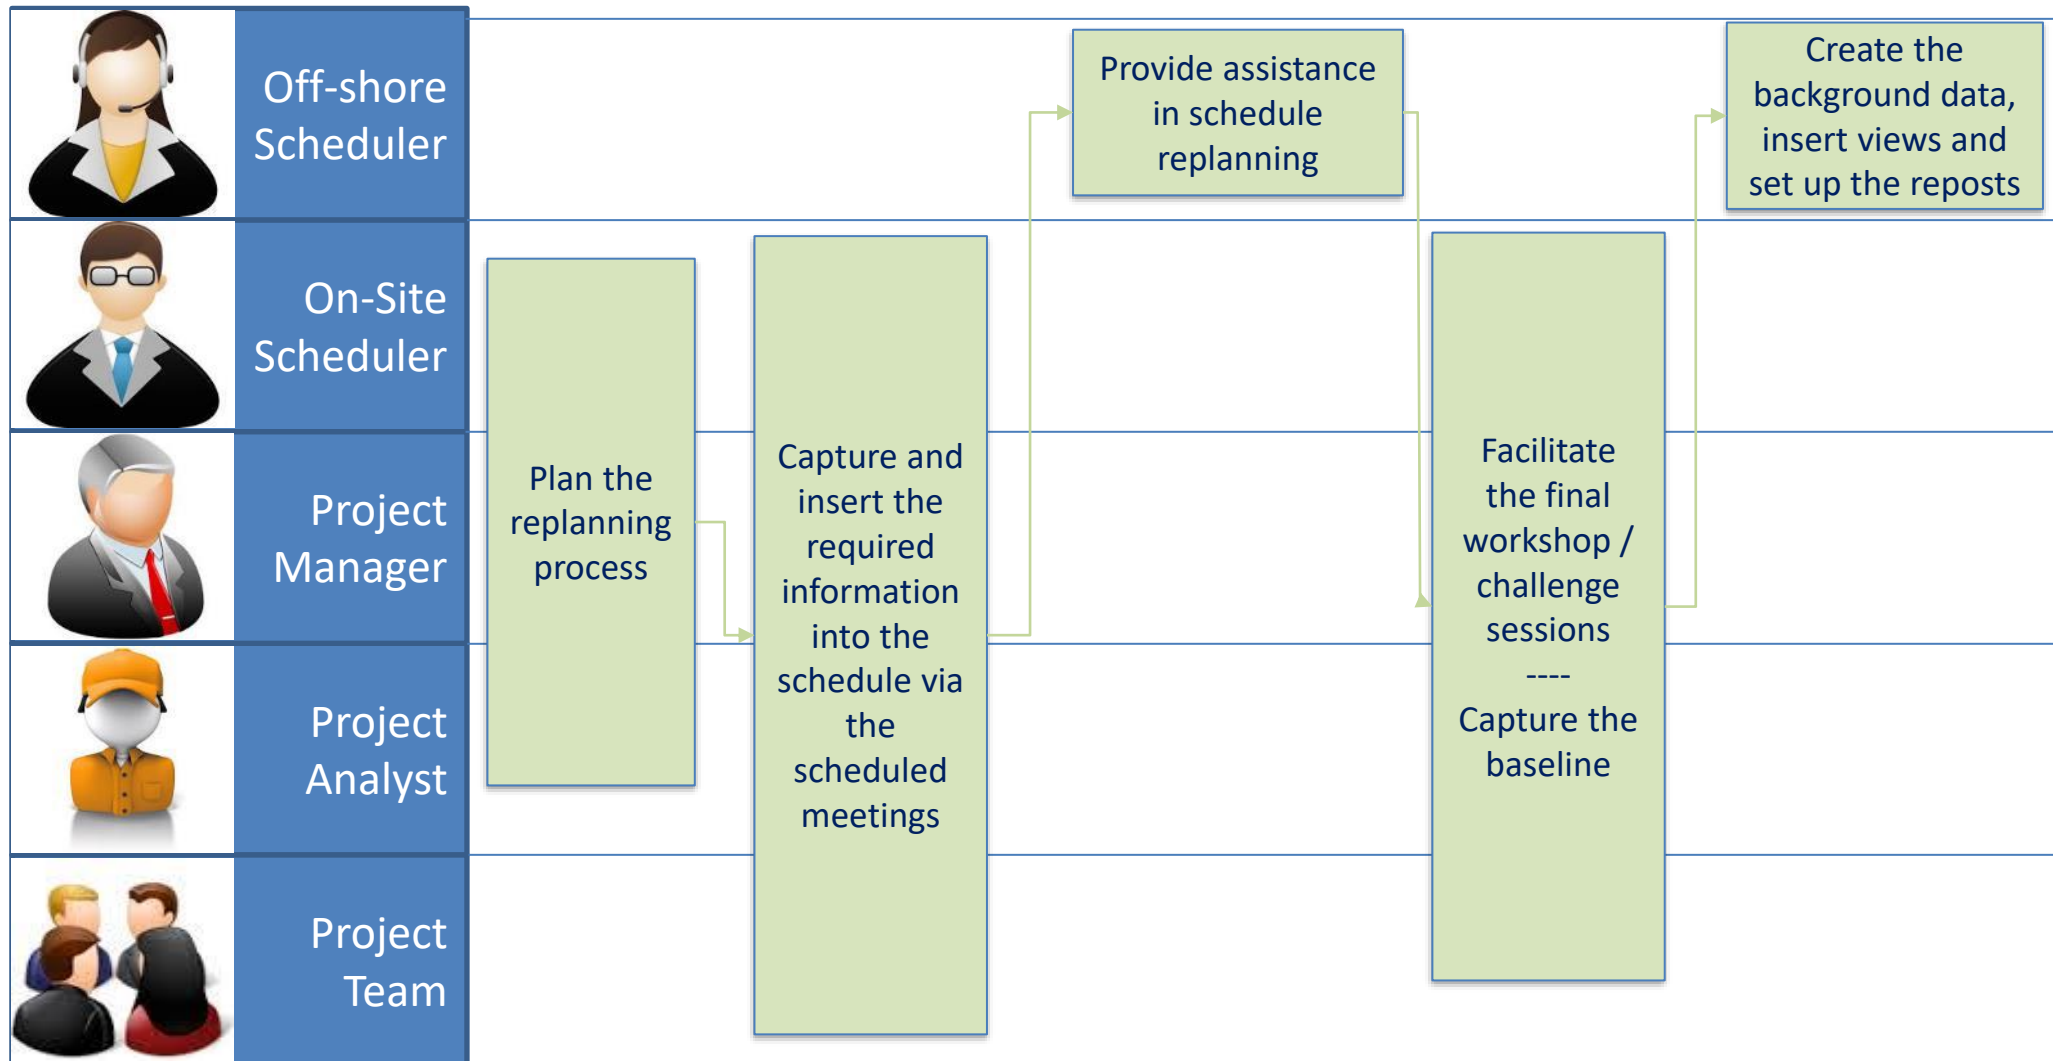 Off-shore
Scheduler
On-Site
Scheduler
Project
Manager
Project
Analyst
Project
Team
Plan the
replanning
process
Capture and
insert the
required
information
into the
schedule via
the
scheduled
meetings
Provide assistance
in schedule
replanning
Facilitate
the final
workshop /
challenge
sessions
----
Capture the
baseline
Create the
background data,
insert views and
set up the reposts